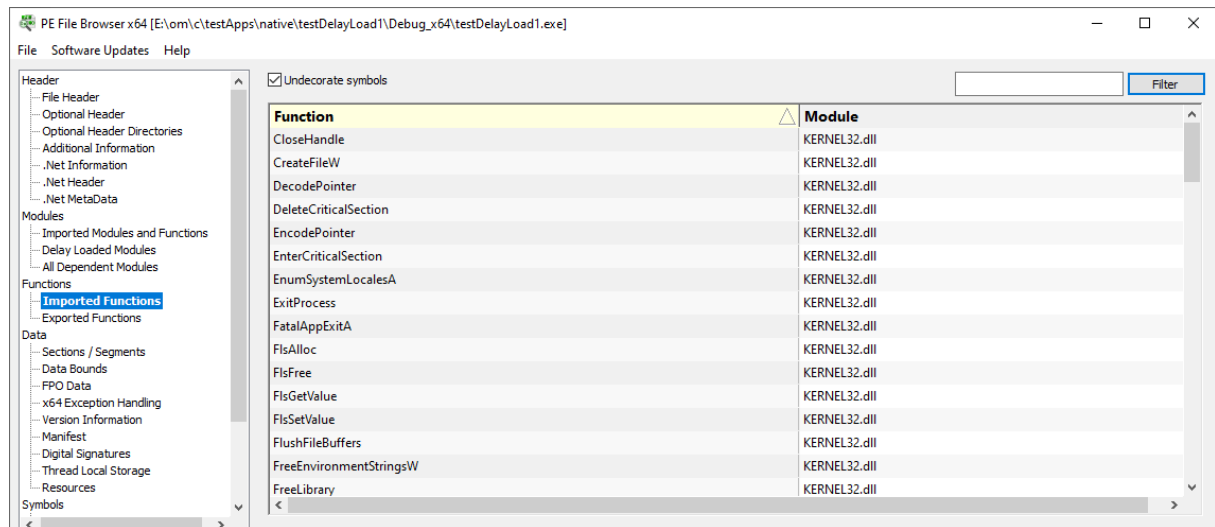 PE File Browser x64 [E:\om\c\testApps\native\testDelayLoad1\Debug_x64\testDelayLoad1.exe]
File Software Updates Help
Header
File Header
Optional Header
Optional Header Directories
Additional Information
.Net Information
.Net Header
.Net MetaData
Modules
Imported Modules and Functions
Delay Loaded Modules
All Dependent Modules
Functions
Imported Functions
Exported Functions
Data
Sections / Segments
Data Bounds
FPO Data
x64 Exception Handling
Version Information
Manifest
Digital Signatures
Thread Local Storage
Resources
Symbols
Undecorate symbols
Filter
Function Module
CloseHandle KERNEL32.dll
CreateFileW KERNEL32.dll
DecodePointer KERNEL32.dll
DeleteCriticalSection KERNEL32.dll
EncodePointer KERNEL32.dll
EnterCriticalSection KERNEL32.dll
EnumSystemLocalesA KERNEL32.dll
ExitProcess KERNEL32.dll
FatalAppExitA KERNEL32.dll
FlsAlloc KERNEL32.dll
FlsFree KERNEL32.dll
FlsGetValue KERNEL32.dll
FlsSetValue KERNEL32.dll
FlushFileBuffers KERNEL32.dll
FreeEnvironmentStringsW KERNEL32.dll
FreeLibrary KERNEL32.dll